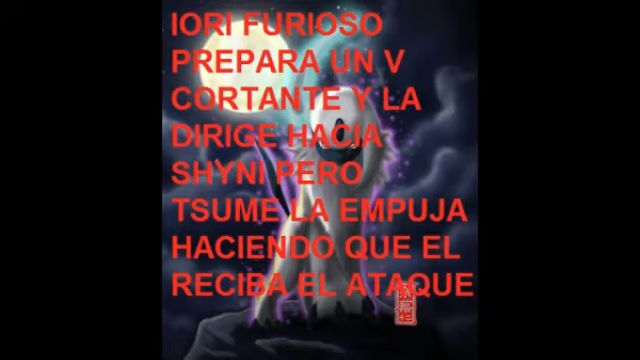 IORI FURIOSO
PREPARA UN V
CORTANTE Y LA
DIRIGE HACIA
SHYNI PERO
TSUME LA EMPUJA
HACIENDO QUE EL
RECIBA EL ATAQUE